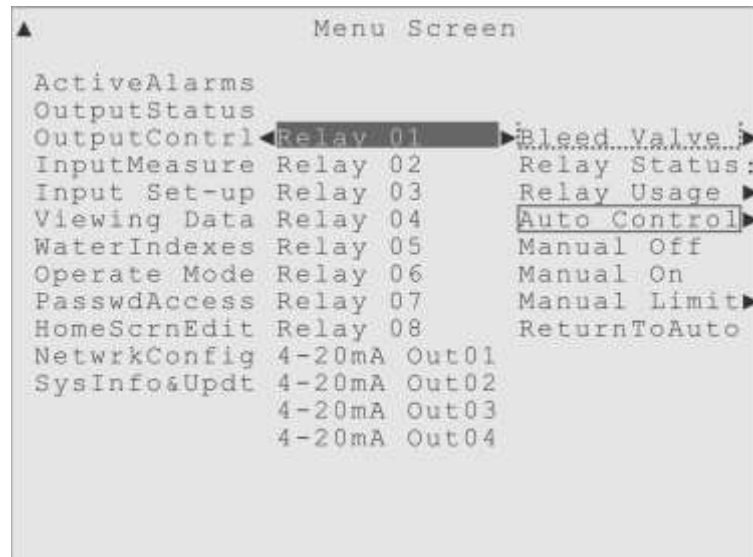 ▲ Menu Screen
ActiveAlarms
OutputStatus
OutputContrl◀Relay 01 ▶Bleed Valve ▶
InputMeasure Relay 02 Relay Status:
Input Set-up Relay 03 Relay Usage ▶
Viewing Data Relay 04 Auto Control▶
WaterIndexes Relay 05 Manual Off
Operate Mode Relay 06 Manual On
PasswdAccess Relay 07 Manual Limit▶
HomeScrnEdit Relay 08 ReturnToAuto
NetwrkConfig 4-20mA Out01
SysInfo&Updt 4-20mA Out02
4-20mA Out03
4-20mA Out04